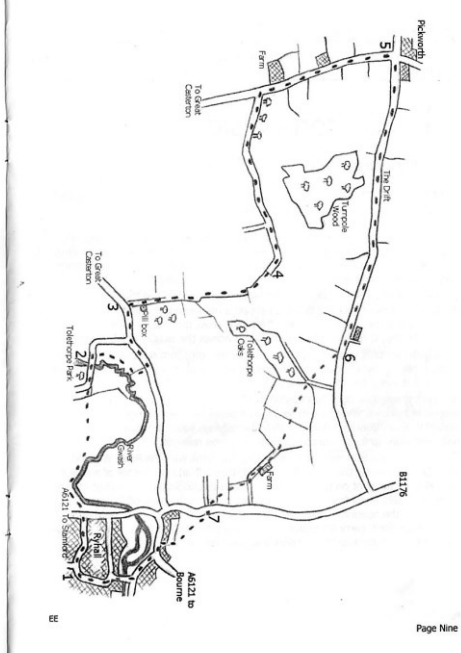 Pickworth
5
Farm
To Great
Casterton
The Drift
Turnpole
Wood
4
To Great
Casterton
3
Pill box
Tolethorpe
Oaks
6
2
Tolethorpe Park
River
Gwash
Farm
B1176
7
A6121 To Stamford
Ryhall
1
A6121 to
Bourne
EE
Page Nine